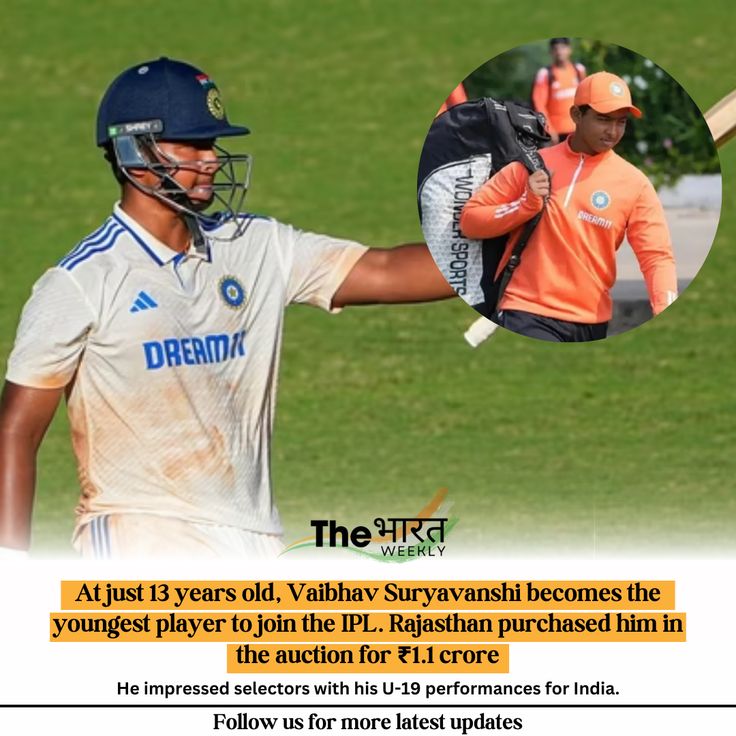 SHREY
DREAM11
WONDER SPORTS
DREAM11
The भारत
WEEKLY
At just 13 years old, Vaibhav Suryavanshi becomes the
youngest player to join the IPL. Rajasthan purchased him in
the auction for ₹1.1 crore
He impressed selectors with his U-19 performances for India.
Follow us for more latest updates